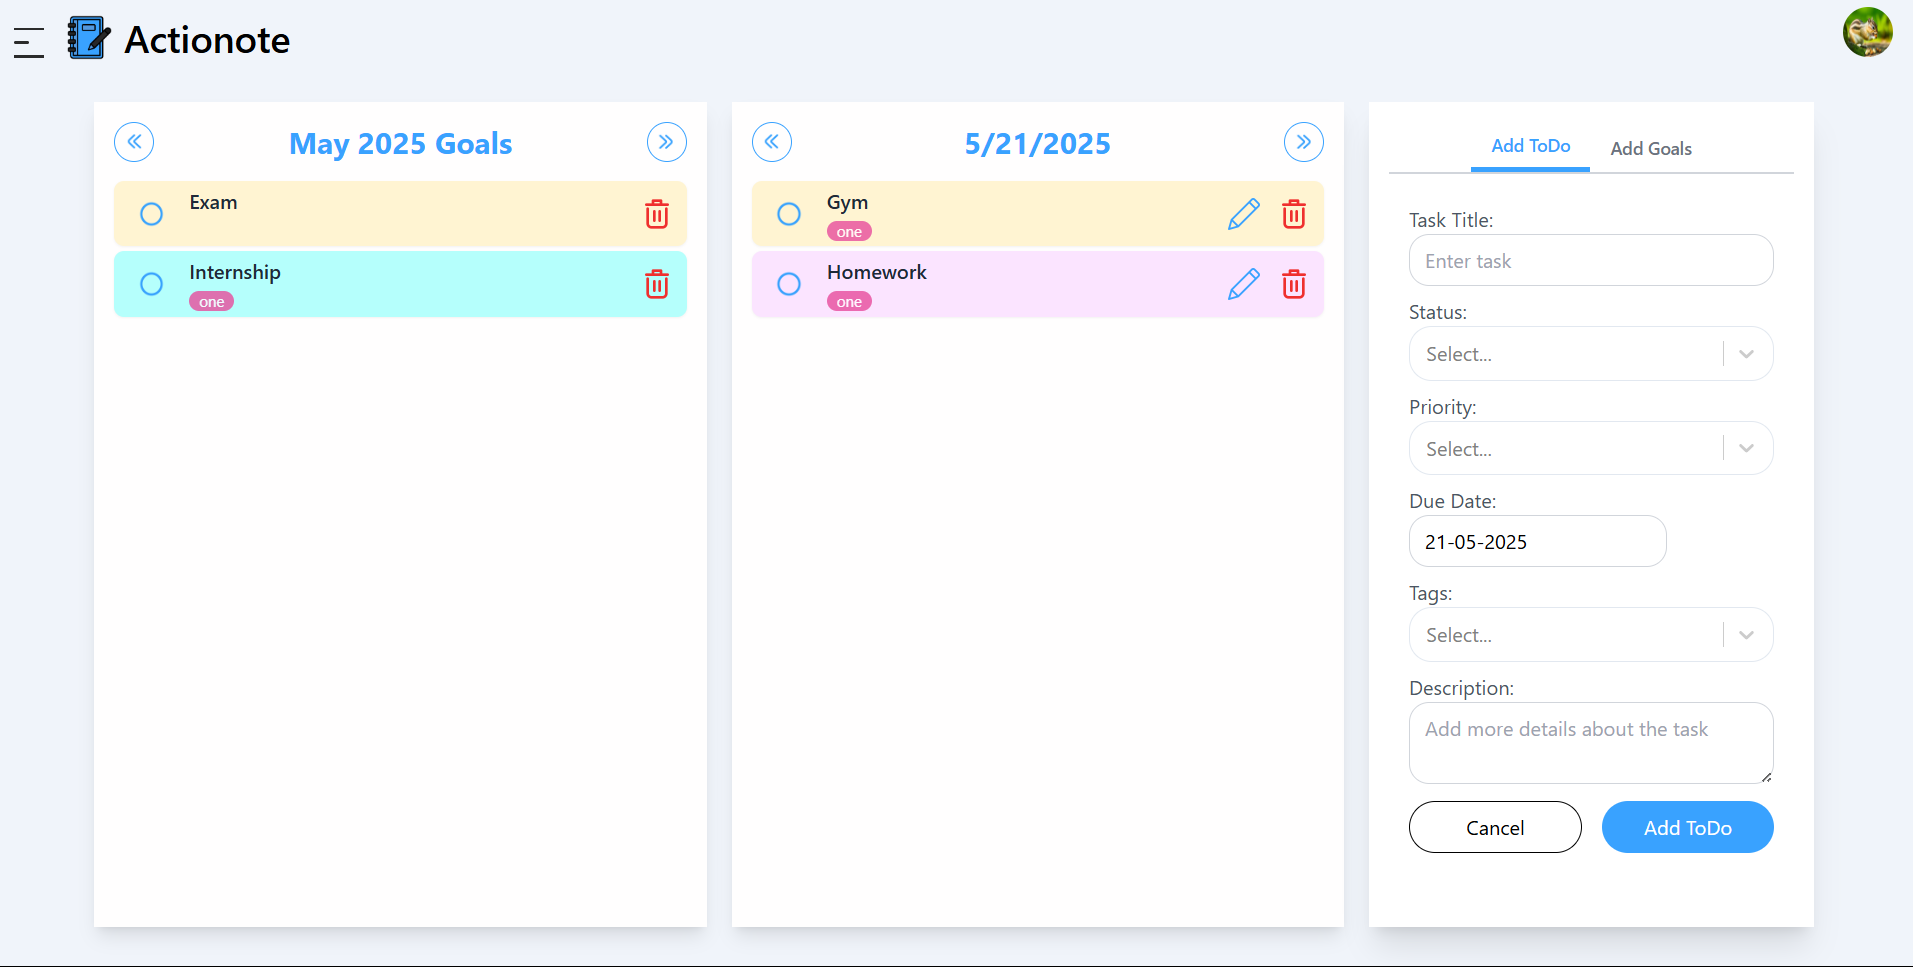 Actionote
May 2025 Goals
Exam
Internship
one
5/21/2025
Gym
one
Homework
one
Add ToDo
Add Goals
Task Title:
Enter task
Status:
Select...
Priority:
Select...
Due Date:
21-05-2025
Tags:
Select...
Description:
Add more details about the task
Cancel
Add ToDo